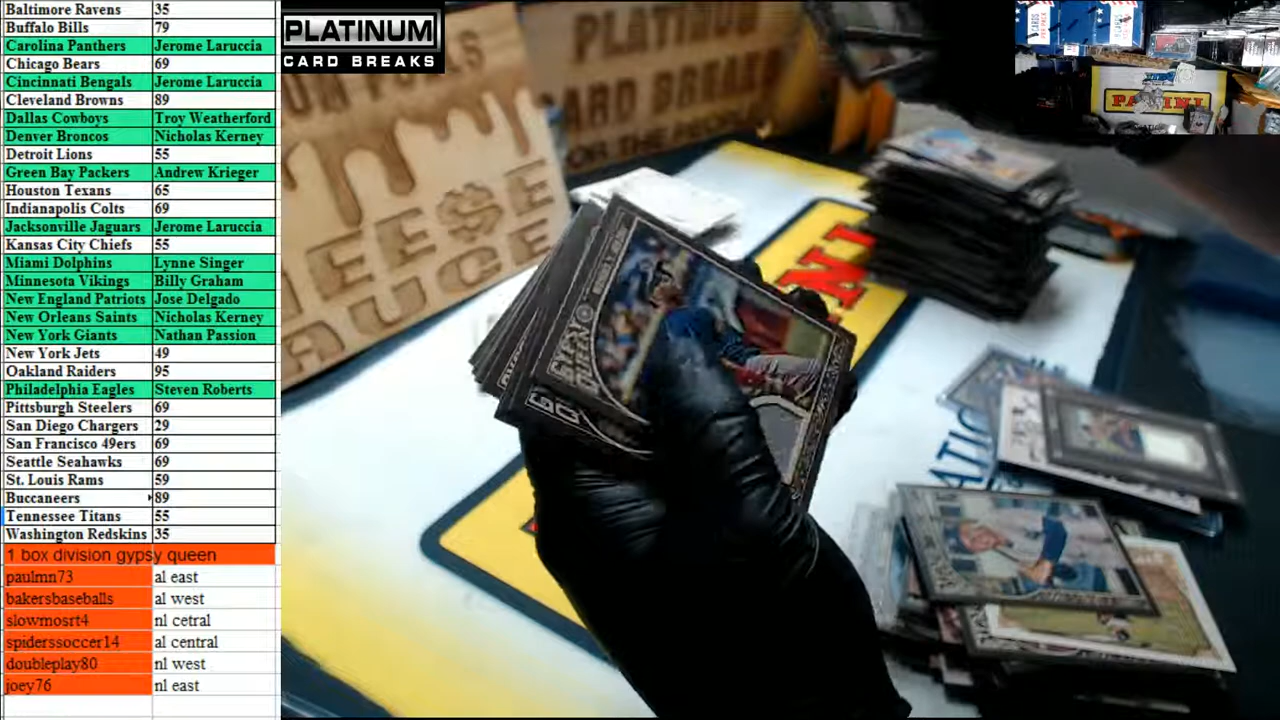 Baltimore Ravens 35
Buffalo Bills 79
Carolina Panthers Jerome Laruccia
Chicago Bears 69
Cincinnati Bengals Jerome Laruccia
Cleveland Browns 89
Dallas Cowboys Troy Weatherford
Denver Broncos Nicholas Kerney
Detroit Lions 55
Green Bay Packers Andrew Krieger
Houston Texans 65
Indianapolis Colts 69
Jacksonville Jaguars Jerome Laruccia
Kansas City Chiefs 55
Miami Dolphins Lynne Singer
Minnesota Vikings Billy Graham
New England Patriots Jose Delgado
New Orleans Saints Nicholas Kerney
New York Giants Nathan Passion
New York Jets 49
Oakland Raiders 95
Philadelphia Eagles Steven Roberts
Pittsburgh Steelers 69
San Diego Chargers 29
San Francisco 49ers 69
Seattle Seahawks 69
St. Louis Rams 59
Buccaneers 89
Tennessee Titans 55
Washington Redskins 35
1 box division gypsy queen
paulmn73 al east
bakersbaseballs al west
slowmosrt4 nl cetral
spiderssoccer14 al central
doubleplay80 nl west
joey76 nl east
PLATINUM
CARD BREAKS
PLATINUM
CARD BREAKS
FOR THE
GYPSY
QUEEN
PANINI